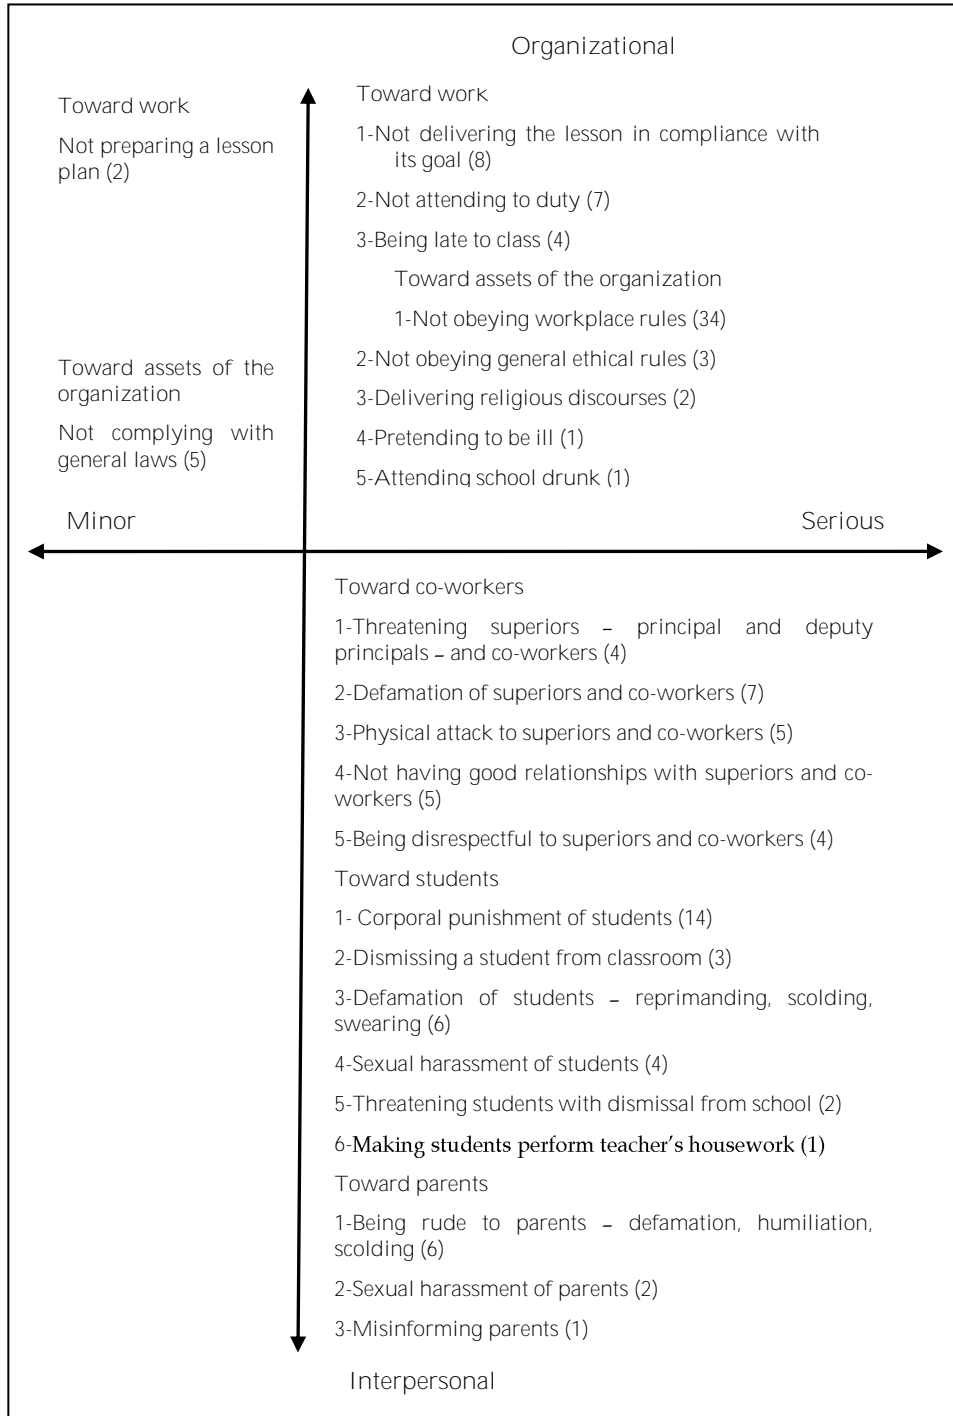 Organizational
Toward work
Not preparing a lesson
plan (2)
Toward assets of the
organization
Not complying with
general laws (5)
Toward work
1-Not delivering the lesson in compliance with
its goal (8)
2-Not attending to duty (7)
3-Being late to class (4)
Toward assets of the organization
1-Not obeying workplace rules (34)
2-Not obeying general ethical rules (3)
3-Delivering religious discourses (2)
4-Pretending to be ill (1)
5-Attending school drunk (1)
Minor
Serious
Toward co-workers
1-Threatening superiors – principal and deputy
principals – and co-workers (4)
2-Defamation of superiors and co-workers (7)
3-Physical attack to superiors and co-workers (5)
4-Not having good relationships with superiors and co-
workers (5)
5-Being disrespectful to superiors and co-workers (4)
Toward students
1- Corporal punishment of students (14)
2-Dismissing a student from classroom (3)
3-Defamation of students – reprimanding, scolding,
swearing (6)
4-Sexual harassment of students (4)
5-Threatening students with dismissal from school (2)
6-Making students perform teacher’s housework (1)
Toward parents
1-Being rude to parents – defamation, humiliation,
scolding (6)
2-Sexual harassment of parents (2)
3-Misinforming parents (1)
Interpersonal